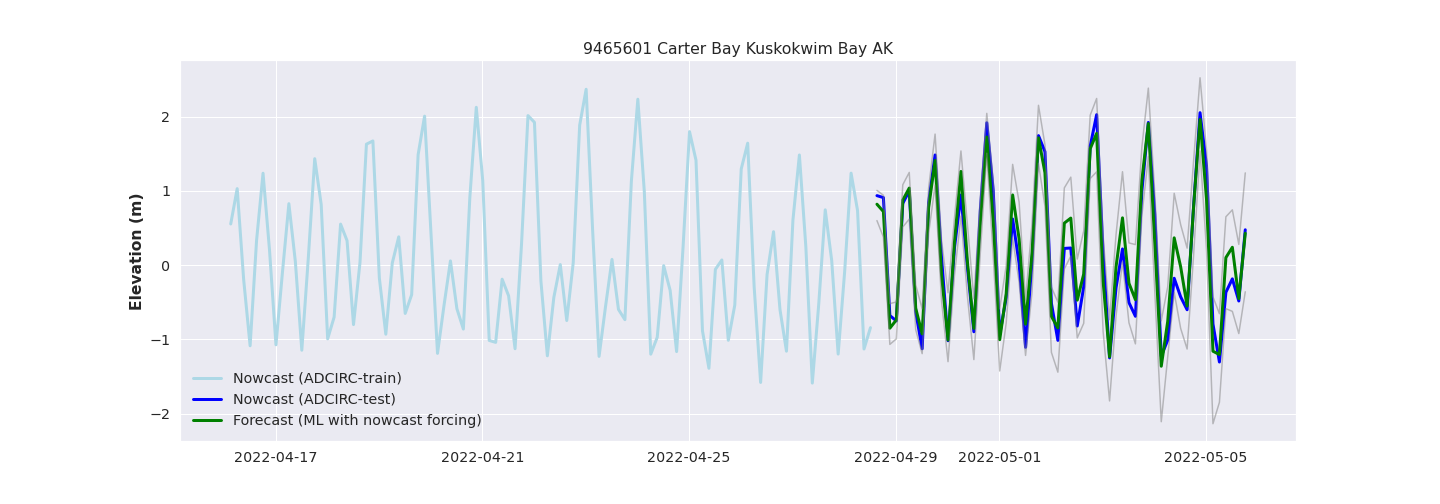 9465601 Carter Bay Kuskokwim Bay AK
Elevation (m)
2
1
0
−1
−2
Nowcast (ADCIRC-train)
Nowcast (ADCIRC-test)
Forecast (ML with nowcast forcing)
2022-04-17
2022-04-21
2022-04-25
2022-04-29
2022-05-01
2022-05-05